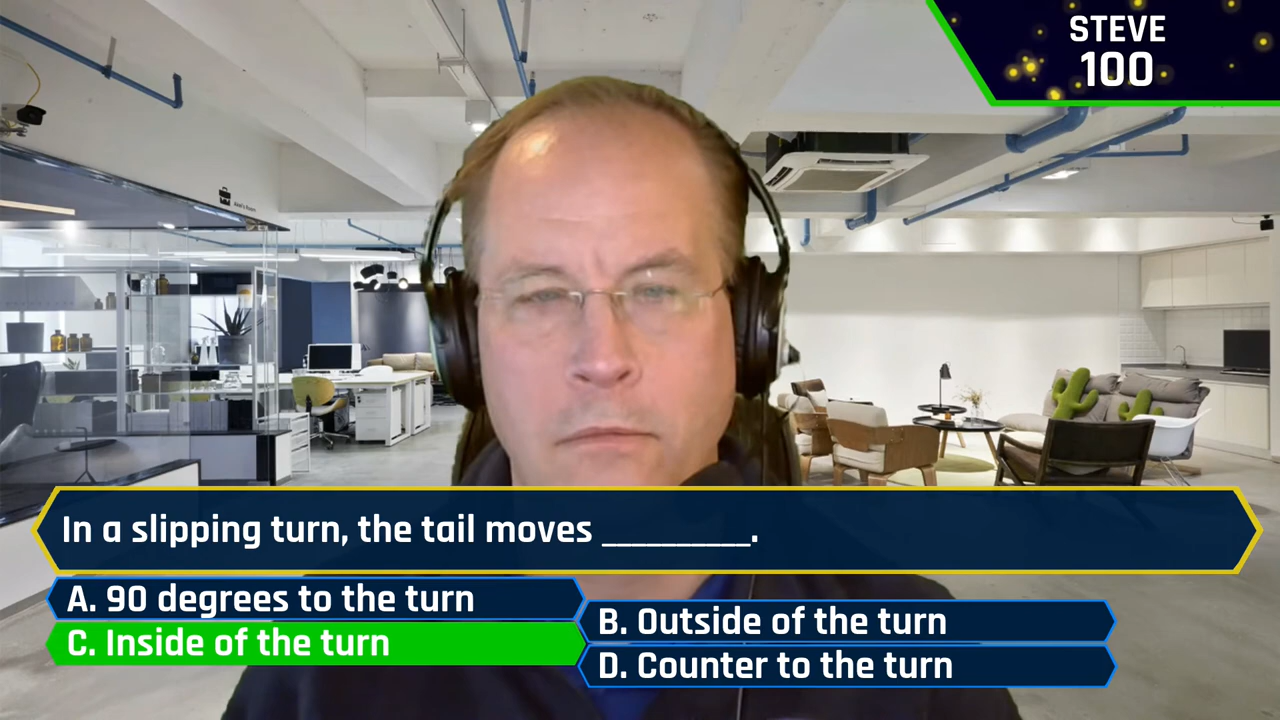 STEVE
100
In a slipping turn, the tail moves __________.
A. 90 degrees to the turn
B. Outside of the turn
C. Inside of the turn
D. Counter to the turn